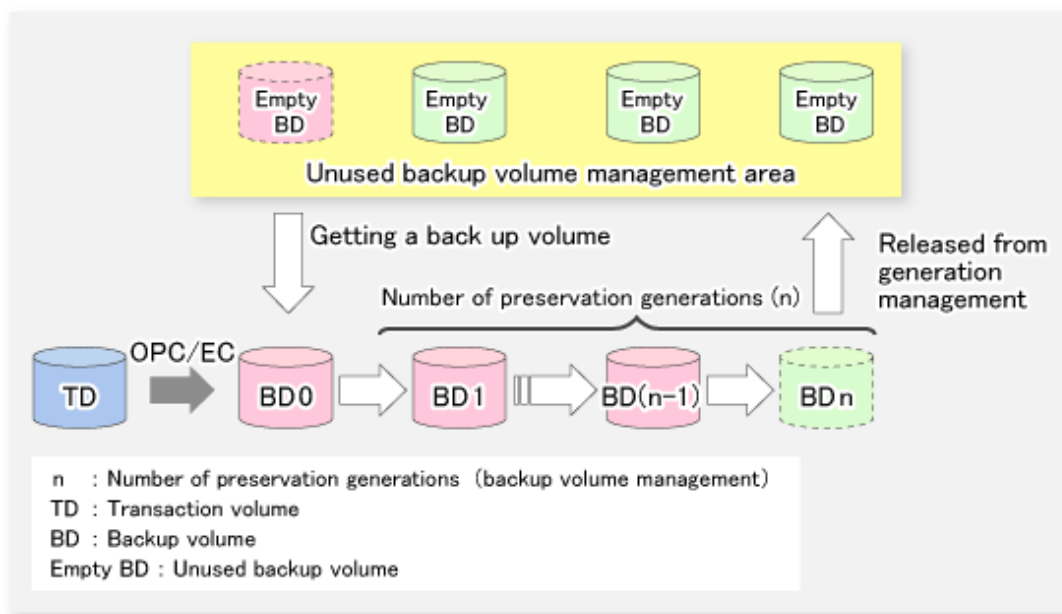 Empty
BD
Empty
BD
Empty
BD
Empty
BD
Unused backup volume management area
Getting a back up volume
Released from
generation
management
Number of preservation generations (n)
OPC/EC
TD
BD0
BD1
BD(n-1)
BDn
n : Number of preservation generations (backup volume management)
TD : Transaction volume
BD : Backup volume
Empty BD : Unused backup volume